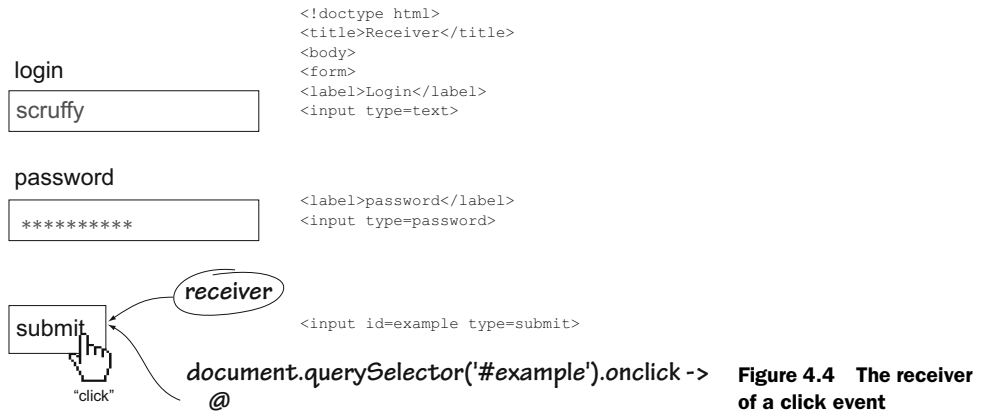 <!doctype html>
<title>Receiver</title>
<body>
<form>
<label>Login</label>
<input type=text>
login
scruffy
password
**********
<label>password</label>
<input type=password>
receiver
submit
<input id=example type=submit>
"click"
document.querySelector('#example').onclick ->
@
Figure 4.4 The receiver
of a click event